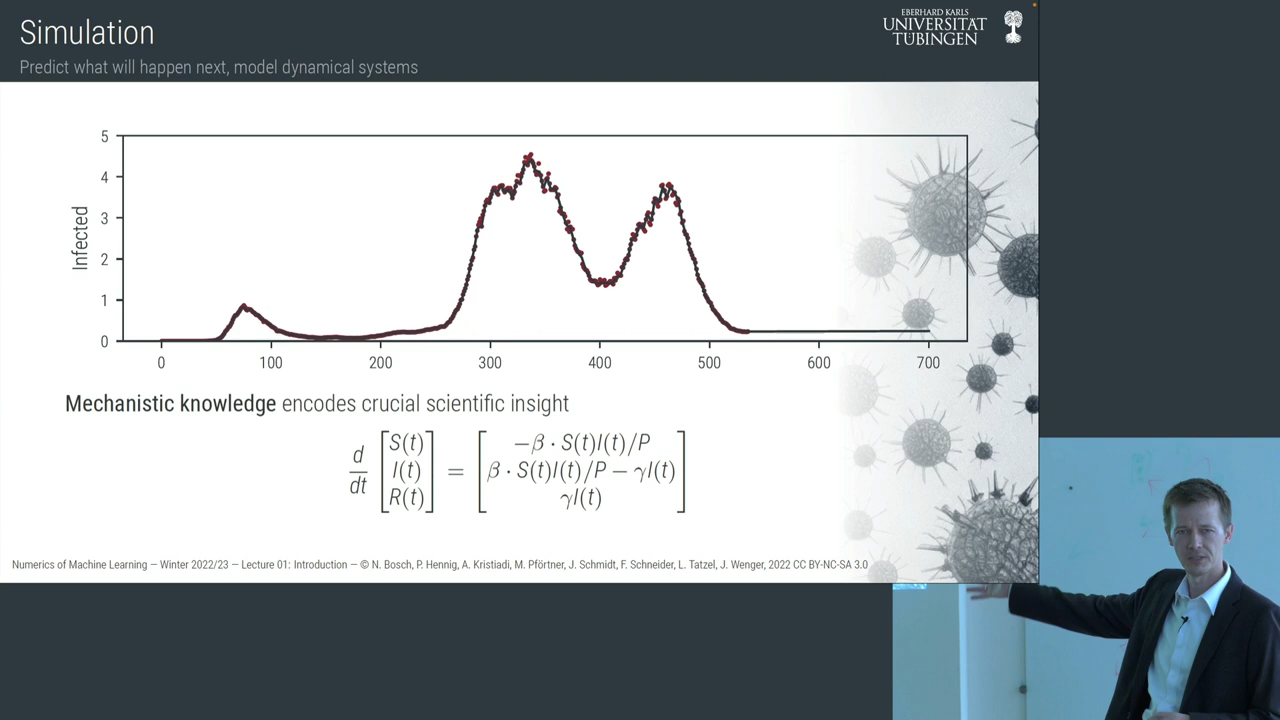 Simulation
Predict what will happen next, model dynamical systems
EBERHARD KARLS
UNIVERSITÄT
TÜBINGEN
5
4
3
2
1
0
Infected
0 100 200 300 400 500 600 700
Mechanistic knowledge encodes crucial scientific insight
d/dt [S(t) I(t) R(t)] = [−β · S(t)I(t)/P β · S(t)I(t)/P − γI(t) γI(t)]
Numerics of Machine Learning — Winter 2022/23 — Lecture 01: Introduction — © N. Bosch, P. Hennig, A. Kristiadi, M. Pförtner, J. Schmidt, F. Schneider, L. Tatzel, J. Wenger, 2022 CC BY-NC-SA 3.0